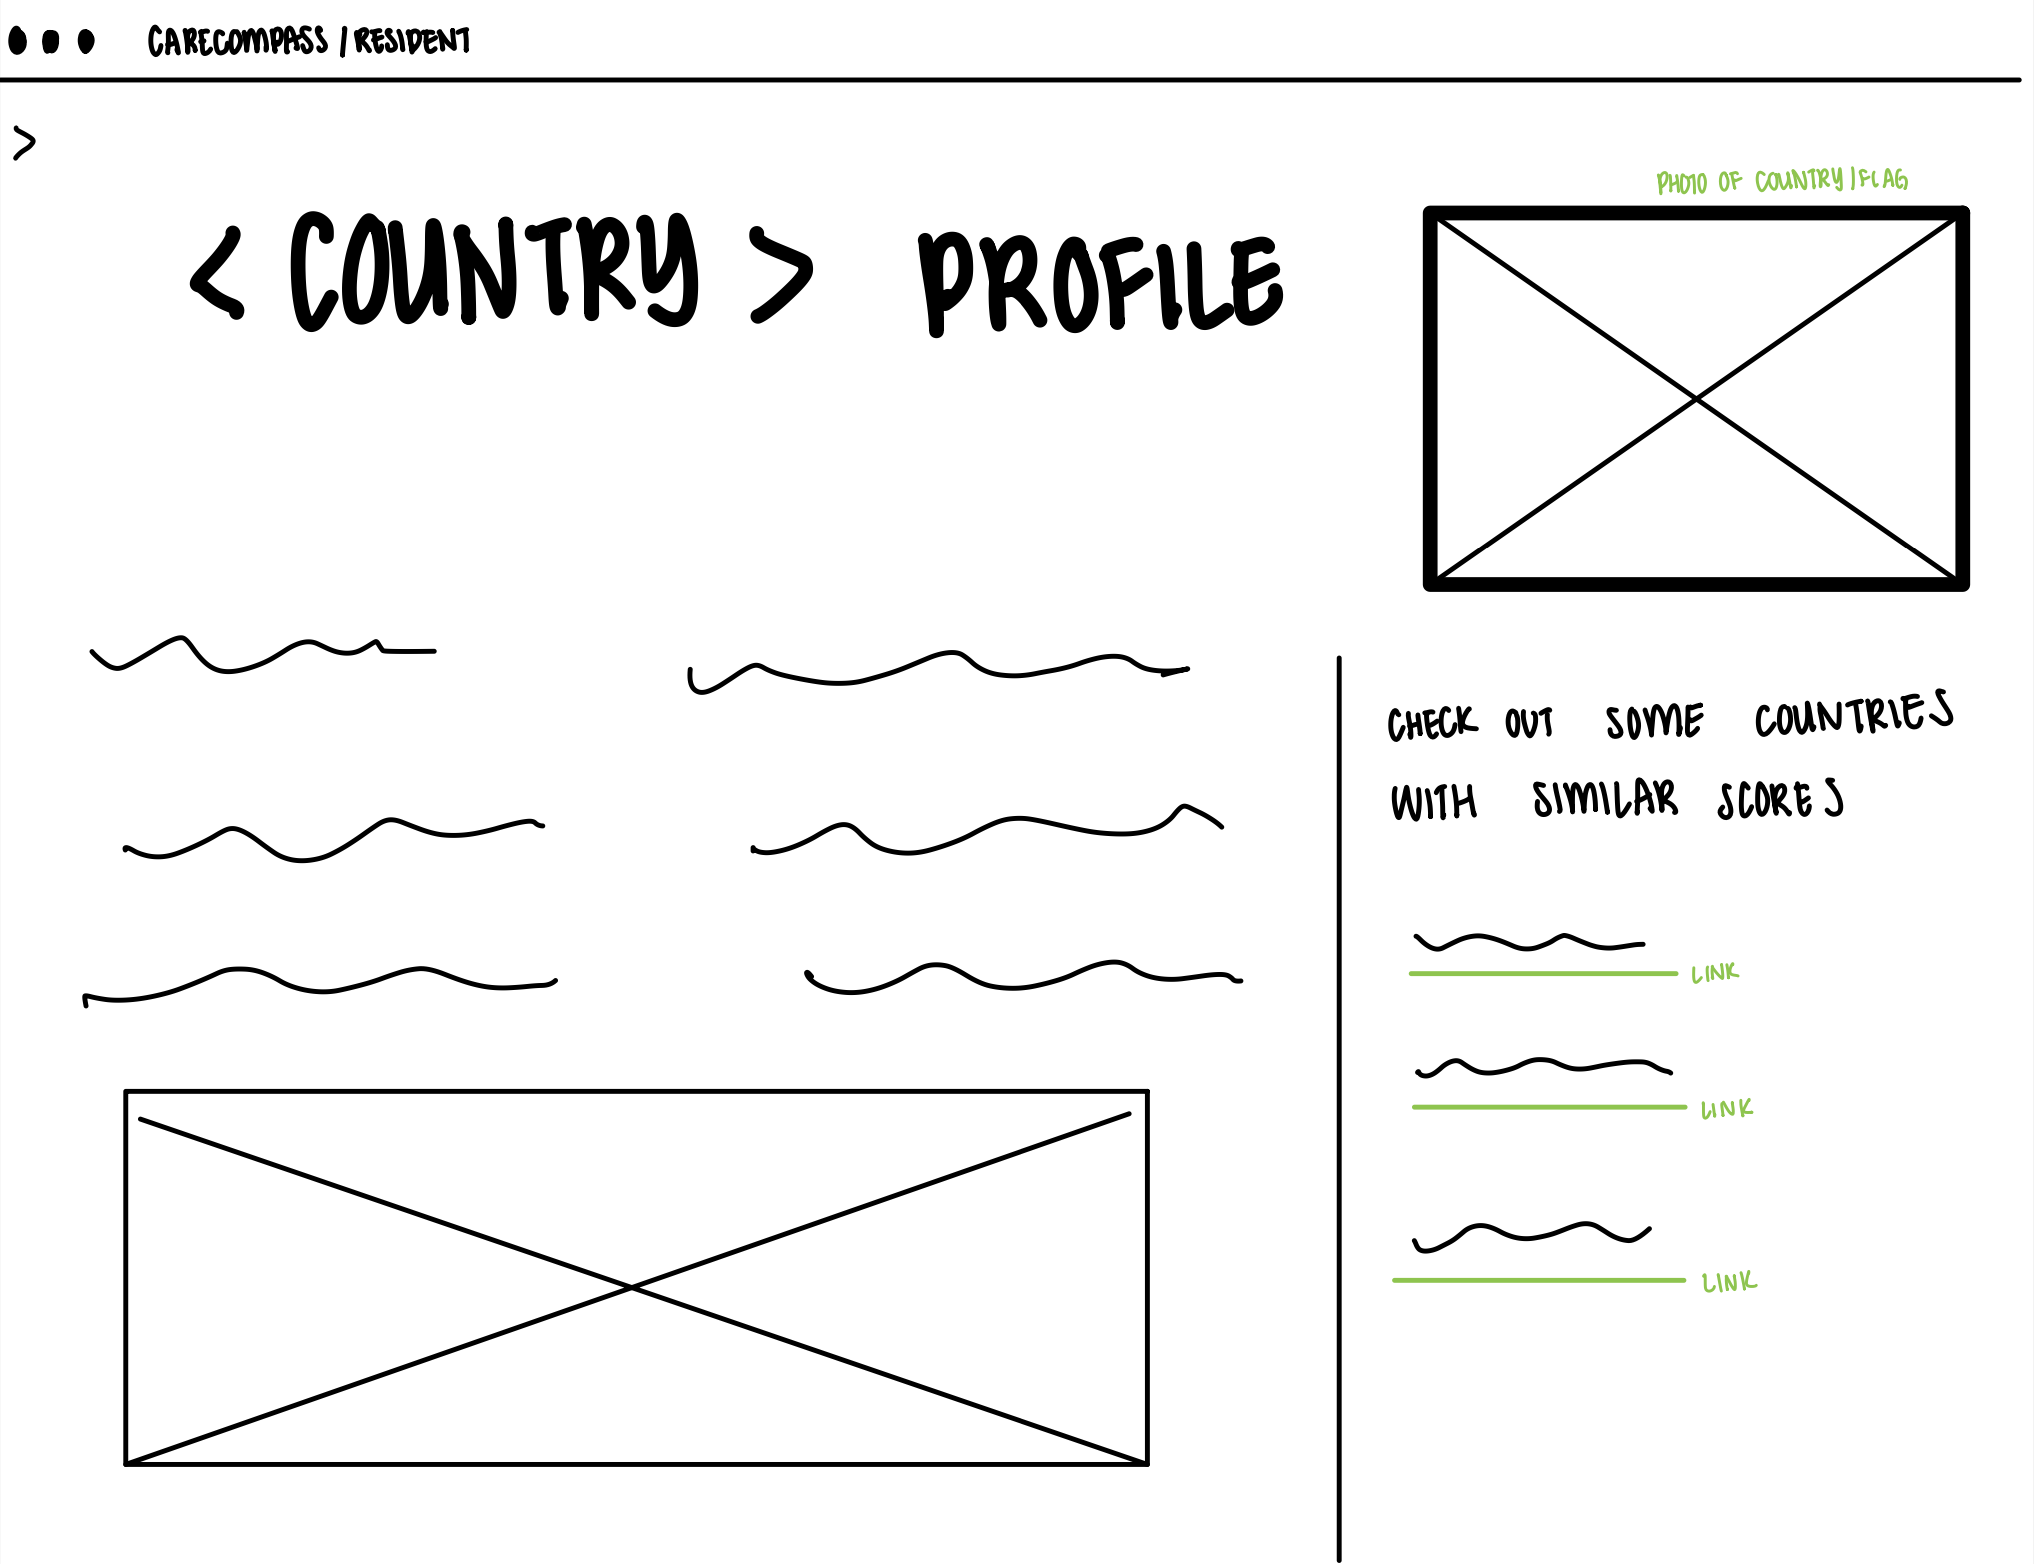 CARECOMPASS / RESIDENT
>
PHOTO OF COUNTRY / FLAG
< COUNTRY > PROFILE
CHECK OUT SOME COUNTRIES
WITH SIMILAR SCORES
LINK
LINK
LINK